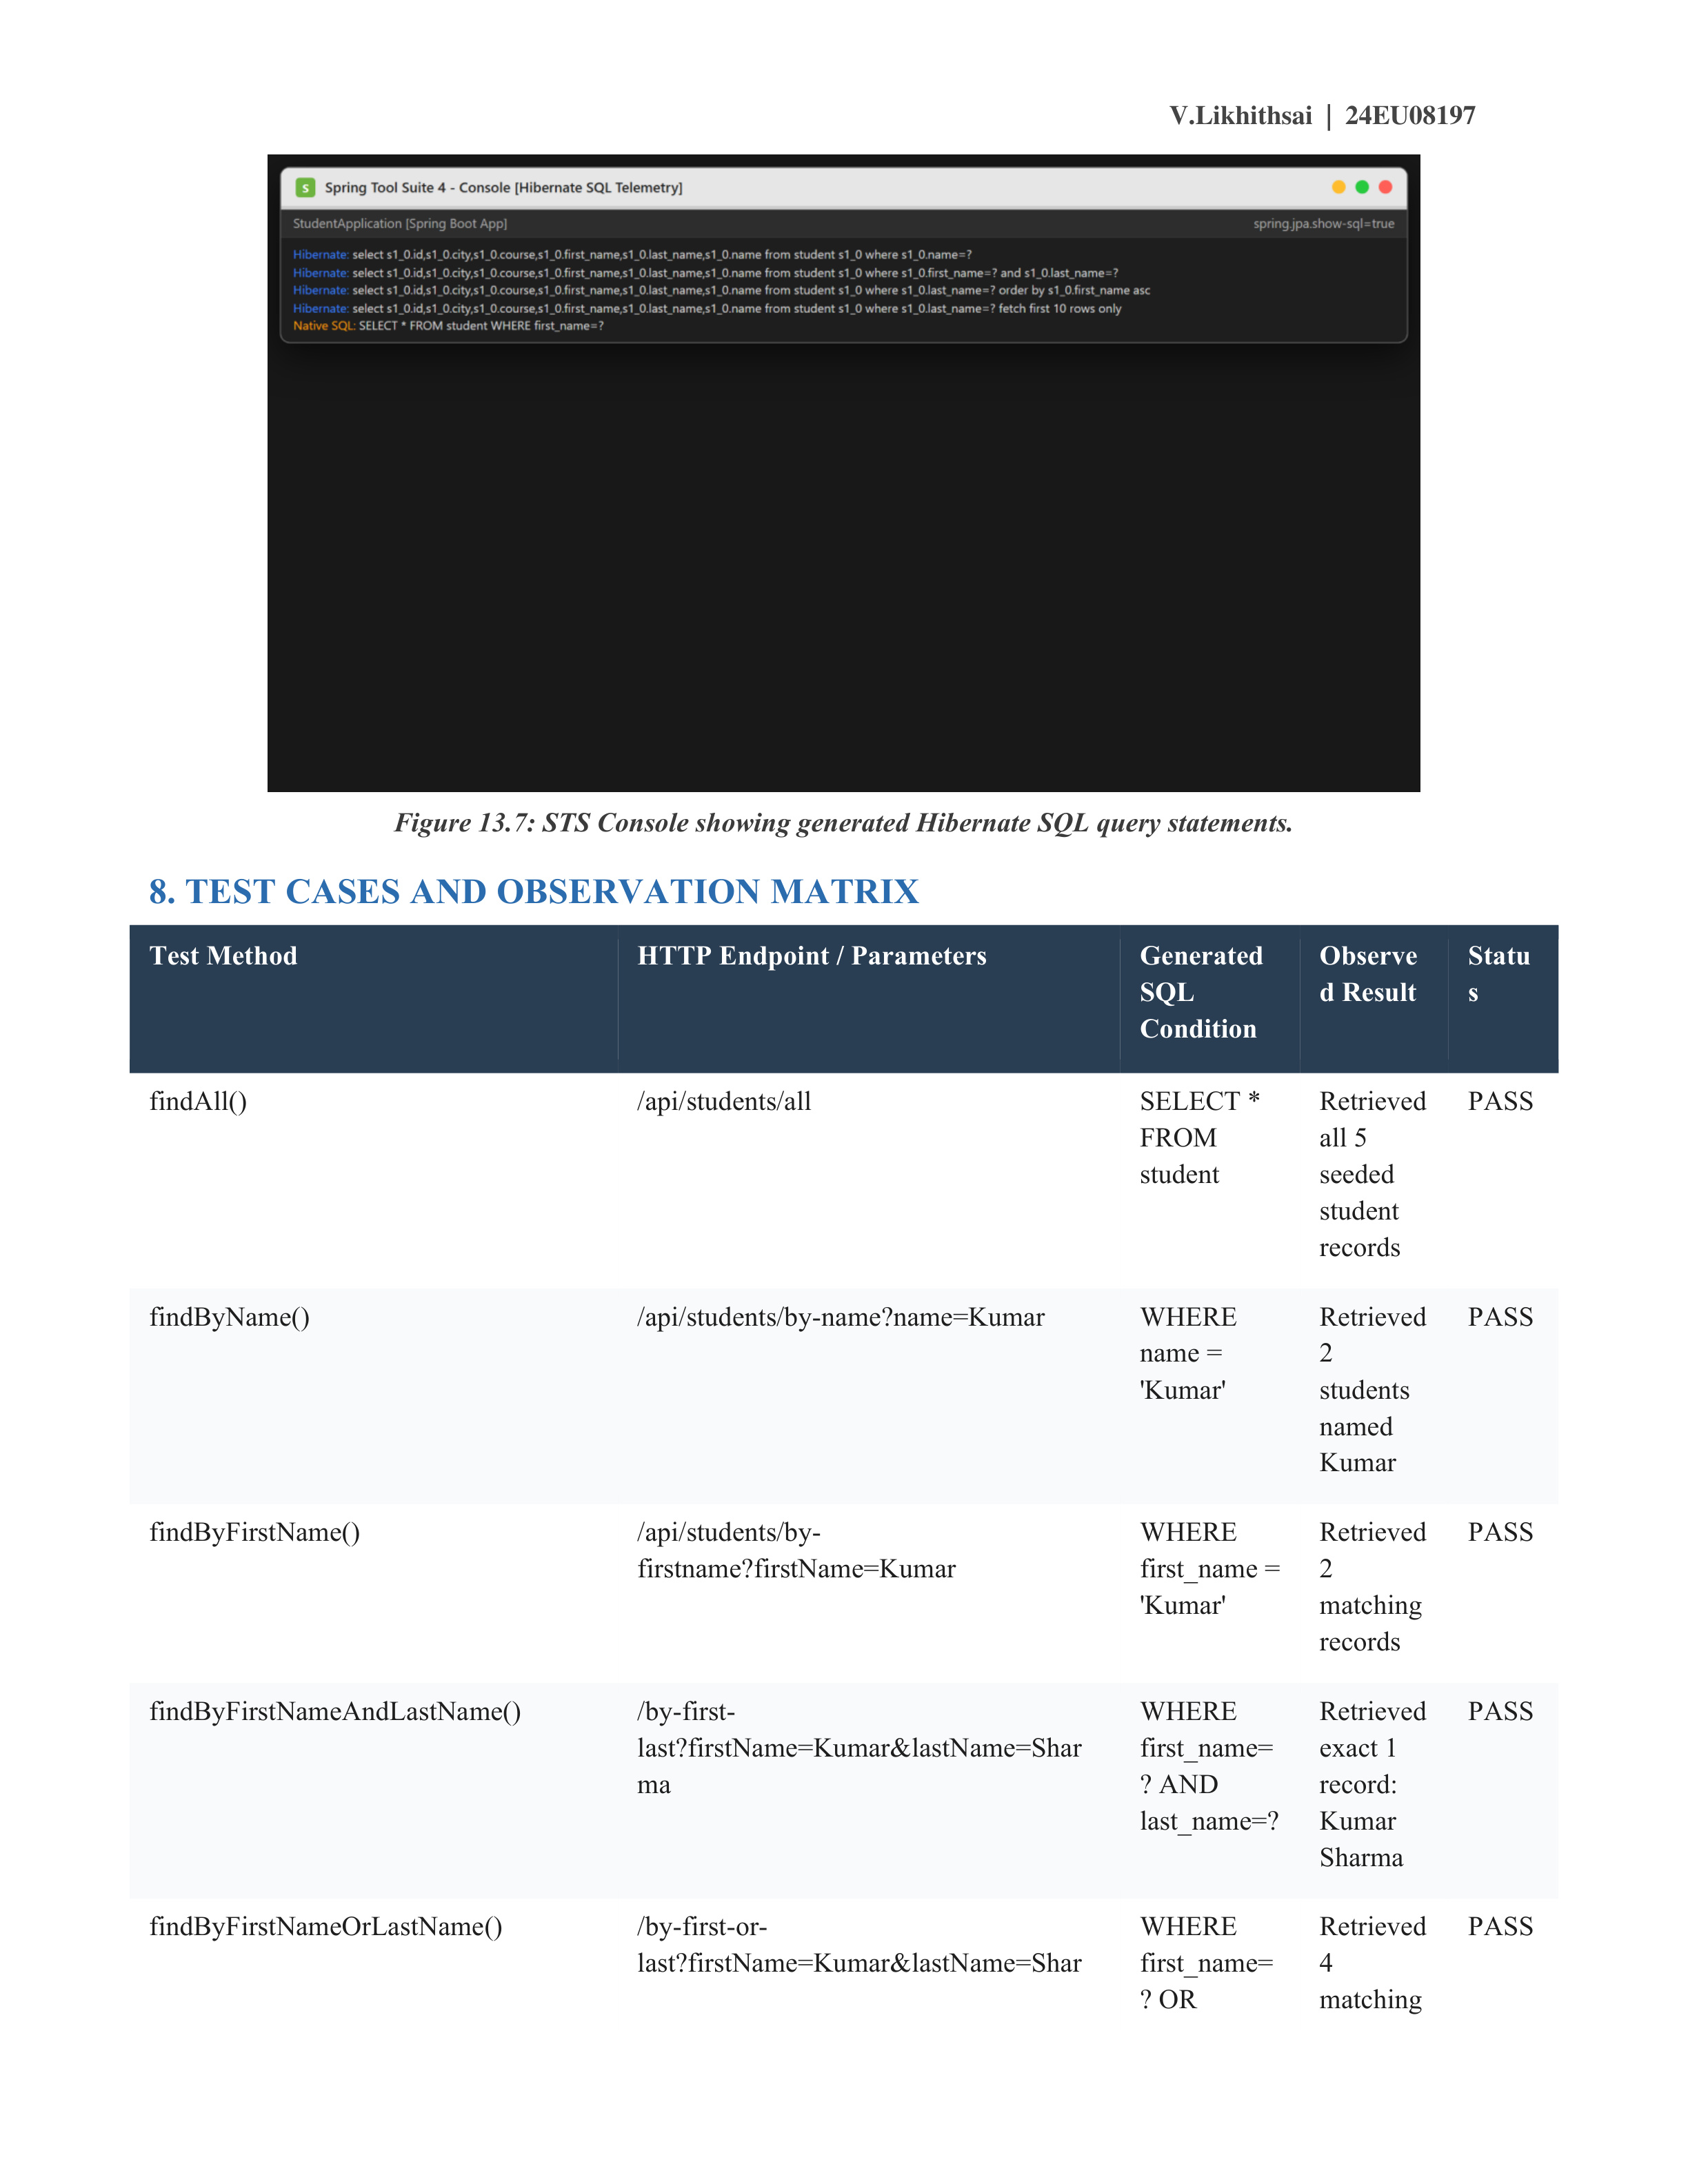 V.Likhithsai | 24EU08197
S Spring Tool Suite 4 - Console [Hibernate SQL Telemetry]
StudentApplication [Spring Boot App] spring.jpa.show-sql=true
Hibernate: select s1_0.id,s1_0.city,s1_0.course,s1_0.first_name,s1_0.last_name,s1_0.name from student s1_0 where s1_0.name=?
Hibernate: select s1_0.id,s1_0.city,s1_0.course,s1_0.first_name,s1_0.last_name,s1_0.name from student s1_0 where s1_0.first_name=? and s1_0.last_name=?
Hibernate: select s1_0.id,s1_0.city,s1_0.course,s1_0.first_name,s1_0.last_name,s1_0.name from student s1_0 where s1_0.last_name=? order by s1_0.first_name asc
Hibernate: select s1_0.id,s1_0.city,s1_0.course,s1_0.first_name,s1_0.last_name,s1_0.name from student s1_0 where s1_0.last_name=? fetch first 10 rows only
Native SQL: SELECT * FROM student WHERE first_name=?
Figure 13.7: STS Console showing generated Hibernate SQL query statements.
8. TEST CASES AND OBSERVATION MATRIX
Test Method
HTTP Endpoint / Parameters
Generated
SQL
Condition
Observe
d Result
Statu
s
findAll()
/api/students/all
SELECT *
FROM
student
Retrieved
all 5
seeded
student
records
PASS
findByName()
/api/students/by-name?name=Kumar
WHERE
name =
'Kumar'
Retrieved
2
students
named
Kumar
PASS
findByFirstName()
/api/students/by-
firstname?firstName=Kumar
WHERE
first_name =
'Kumar'
Retrieved
2
matching
records
PASS
findByFirstNameAndLastName()
/by-first-
last?firstName=Kumar&lastName=Shar
ma
WHERE
first_name=
? AND
last_name=?
Retrieved
exact 1
record:
Kumar
Sharma
PASS
findByFirstNameOrLastName()
/by-first-or-
last?firstName=Kumar&lastName=Shar
WHERE
first_name=
? OR
Retrieved
4
matching
PASS